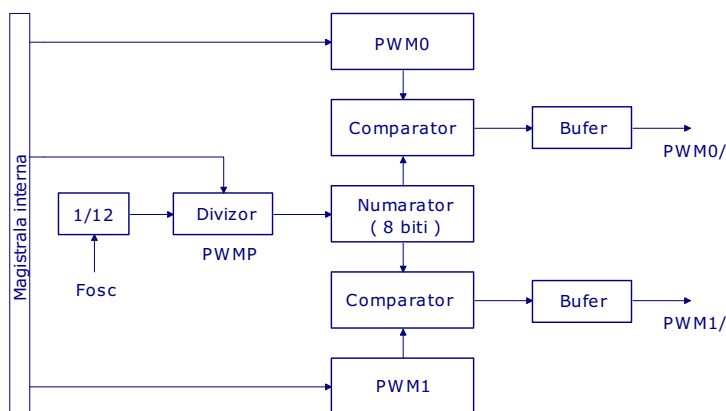 PWM0
Comparator
Bufer
PWM0/
Magistrala interna
1/12
Divizor
Numarator
( 8 biti )
PWMP
Fosc
Comparator
Bufer
PWM1/
PWM1